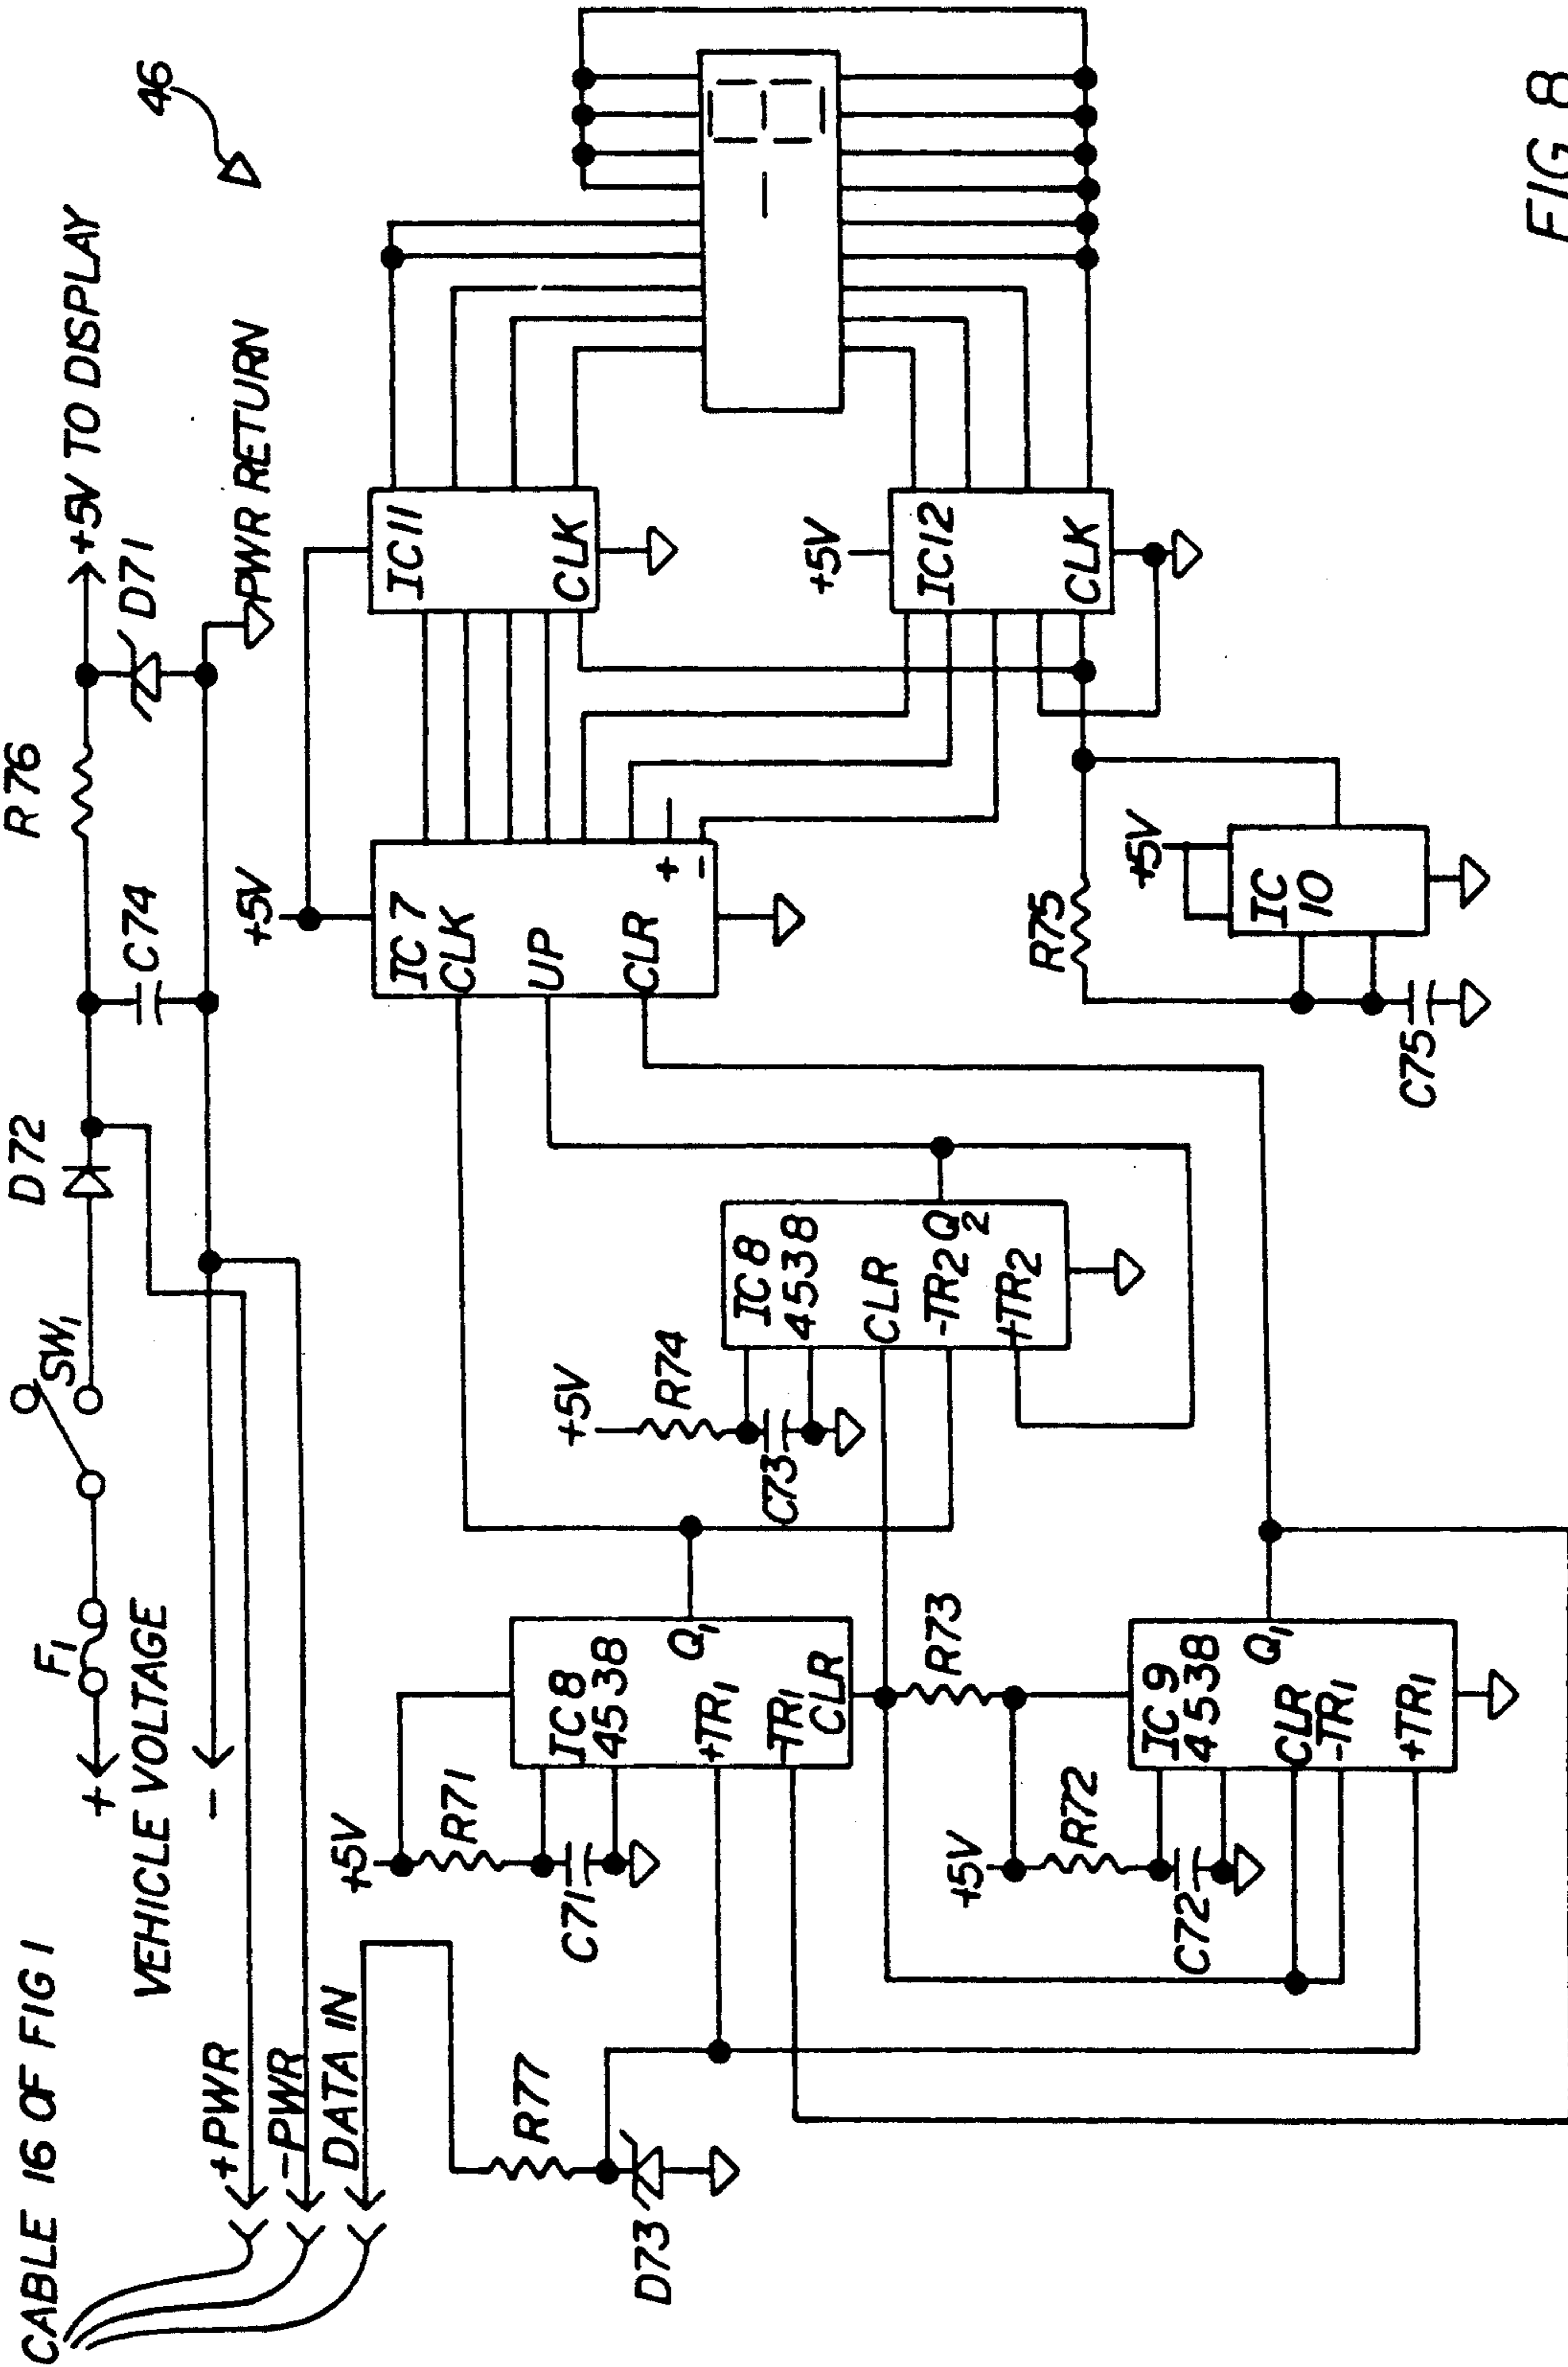 CABLE 16 OF FIG 1
+PWR
-PWR
DATA IN
+
VEHICLE VOLTAGE
-
F1
SW1
D72
C74
R76
+5V TO DISPLAY
D71
PWR RETURN
46
R77
D73
+5V
R71
C71
IC8
4538
+TR1
-TR1
CLR
Q1
+5V
R72
C72
R73
IC9
4538
CLR
-TR1
+TR1
Q1
+5V
R74
C73
IC8
4538
CLR
-TR2
+TR2
Q2
+5V
IC7
CLK
UP
CLR
+
-
R75
C75
+5V
IC
10
IC11
CLK
+5V
IC12
CLK
FIG 8